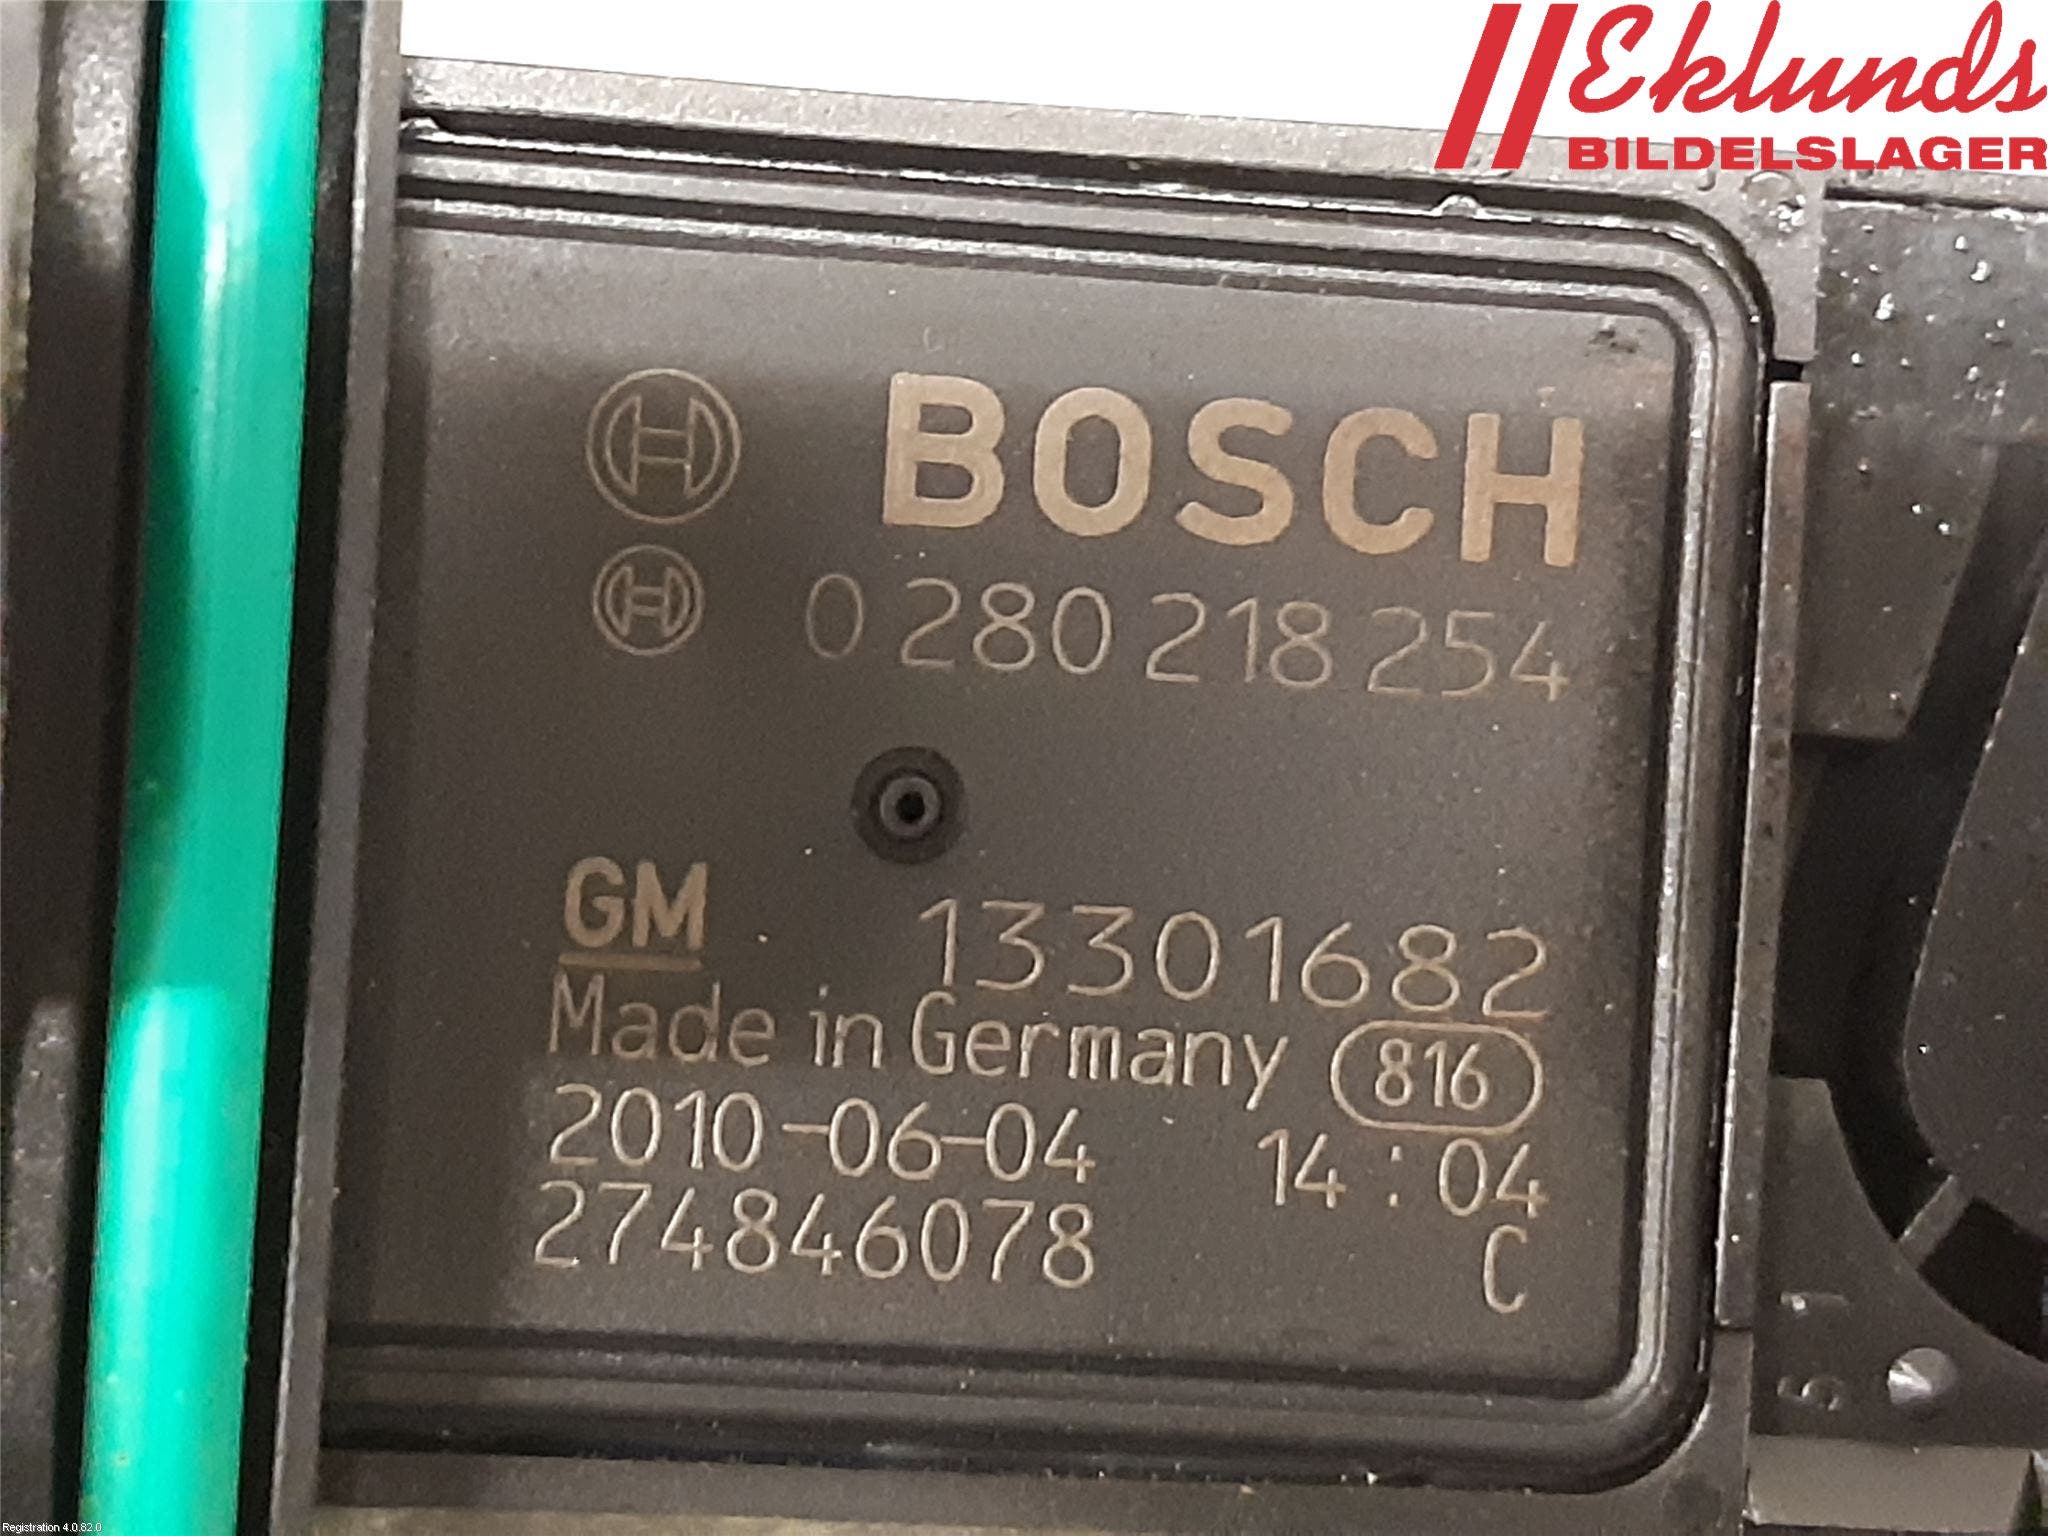 Eklunds
BILDELSLAGER
BOSCH
0 280 218 254
GM 13301682
Made in Germany 816
2010-06-04 14:04
274846078 C
51
Registration 4.0.82.0